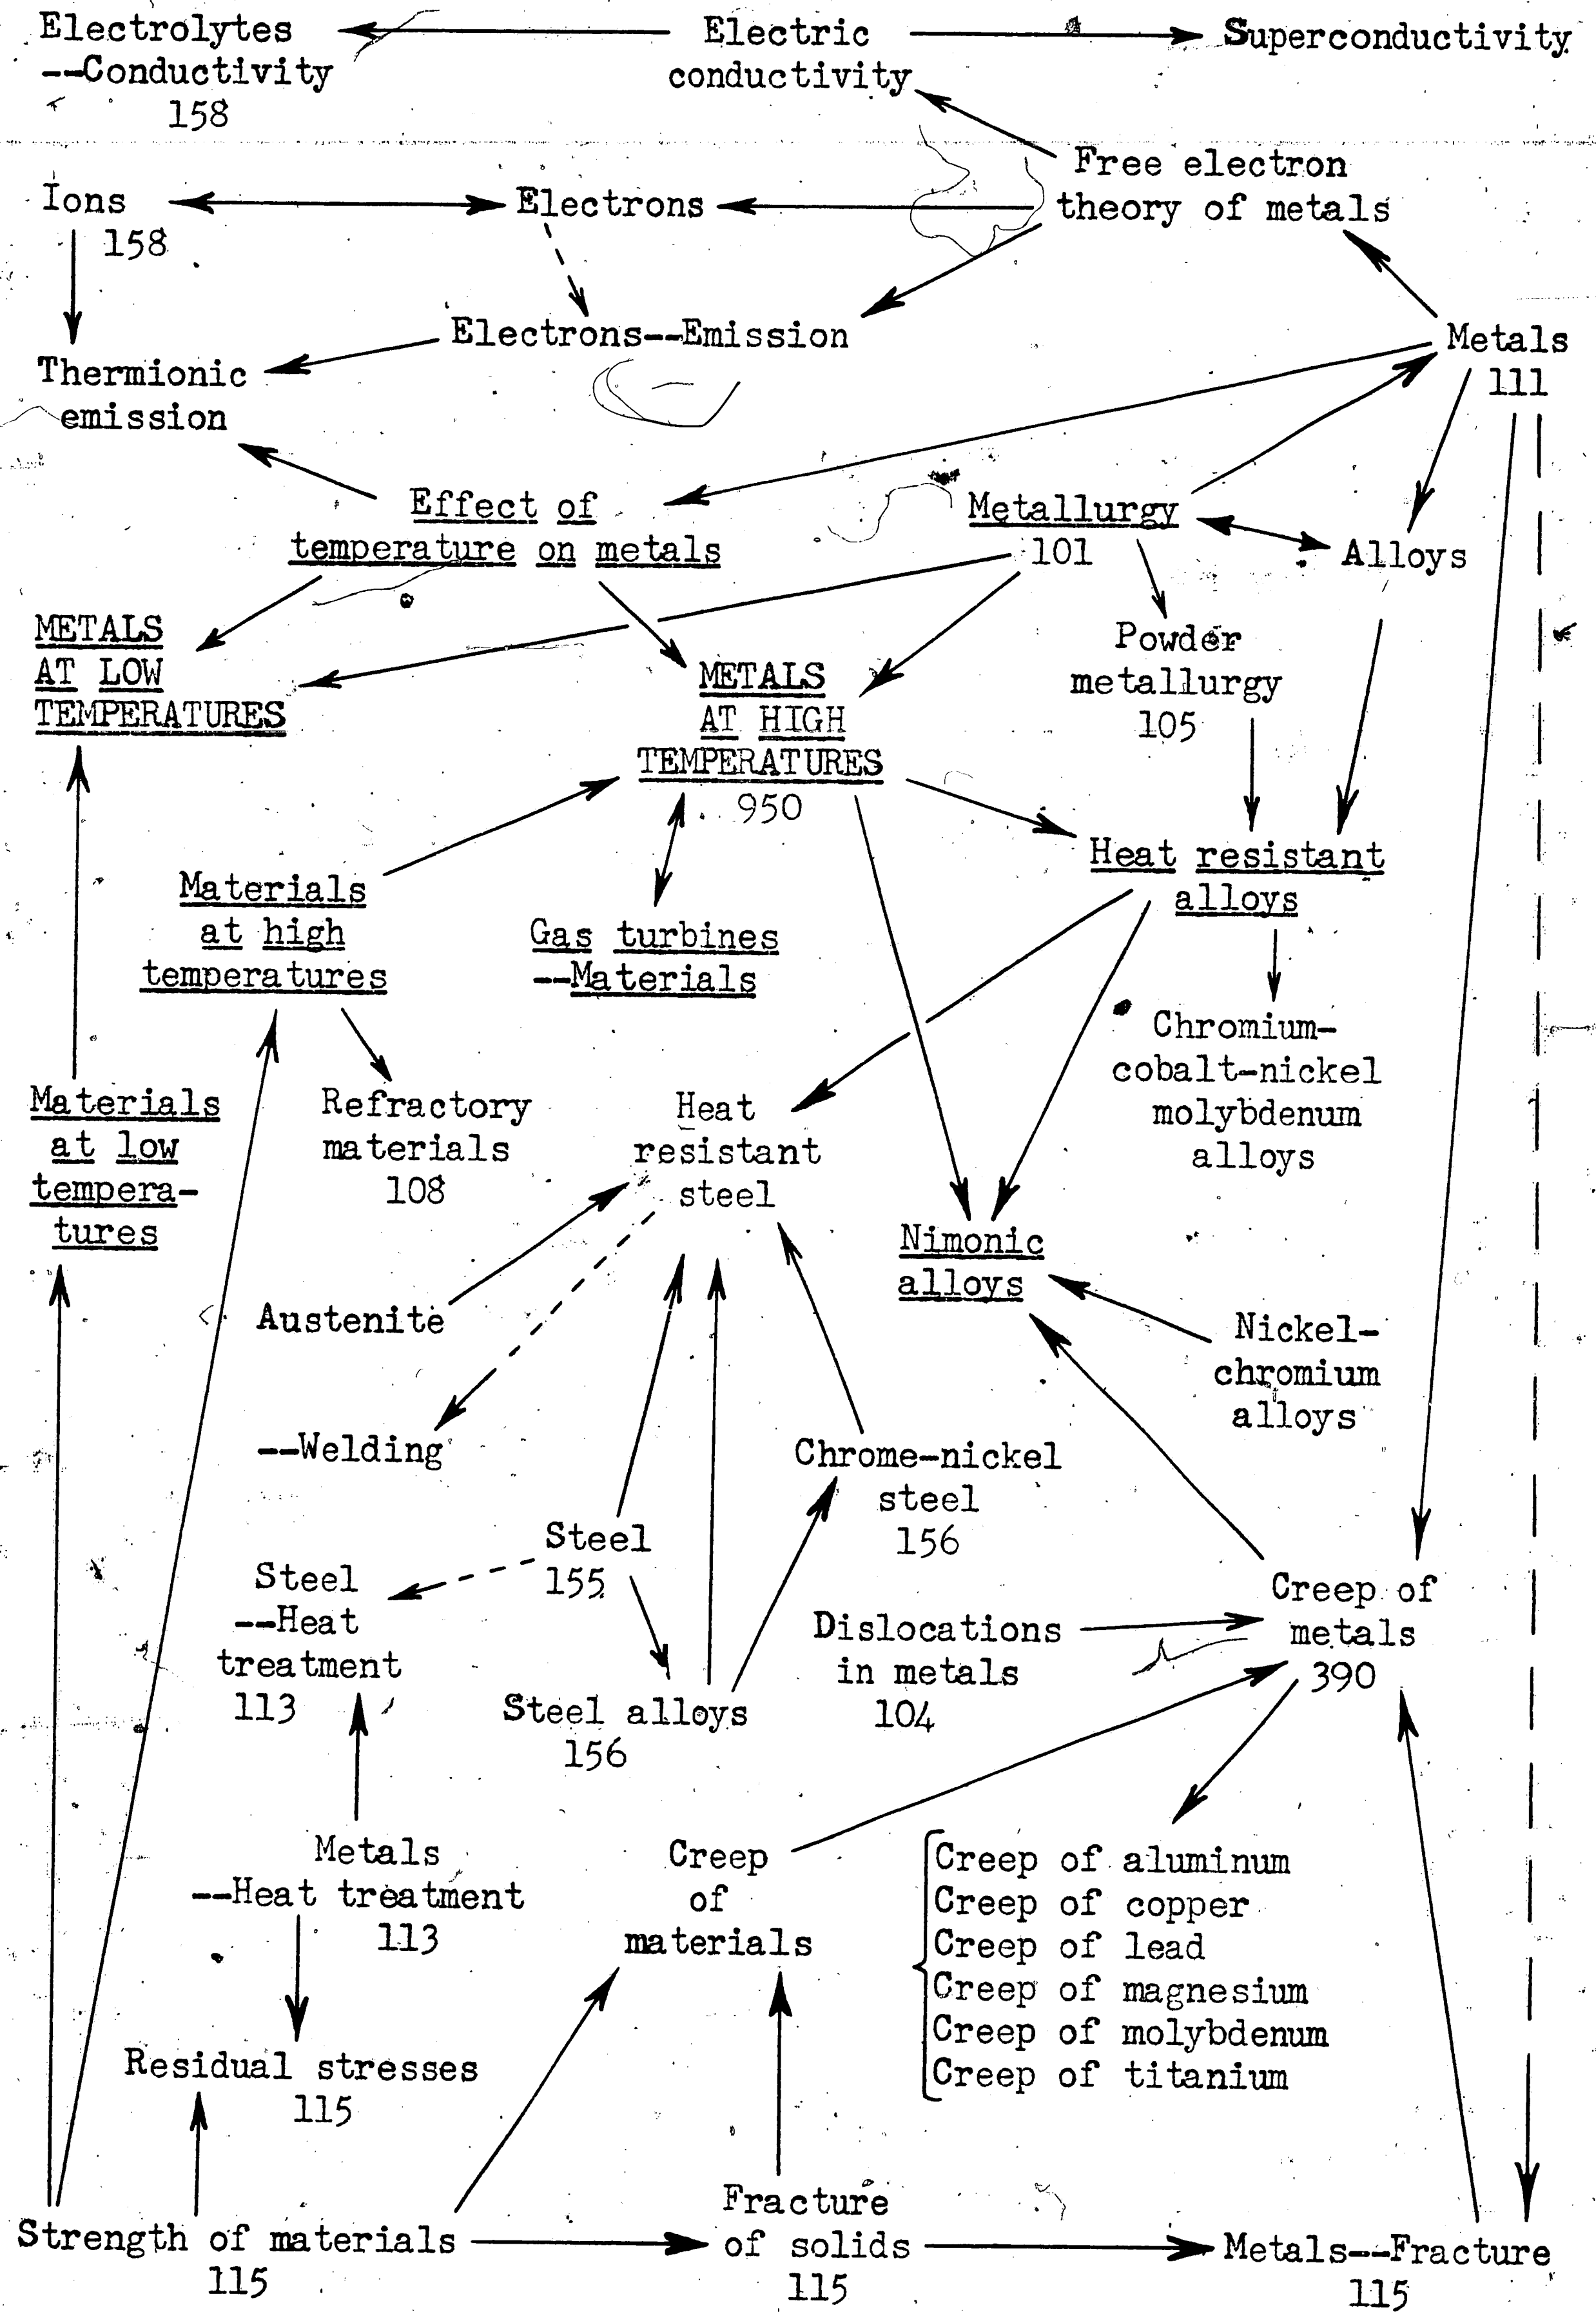 Electrolytes
--Conductivity
158
Electric
conductivity
Superconductivity
Free electron
theory of metals
Ions
158
Electrons
Electrons--Emission
Metals
111
Thermionic
emission
Effect of
temperature on metals
Metallurgy
101
Alloys
METALS
AT LOW
TEMPERATURES
METALS
AT HIGH
TEMPERATURES
950
Powder
metallurgy
105
Heat resistant
alloys
Materials
at high
temperatures
Gas turbines
--Materials
Chromium-
cobalt-nickel
molybdenum
alloys
Materials
at low
tempera-
tures
Refractory
materials
108
Heat
resistant
steel
Nimonic
alloys
Austenite
Nickel-
chromium
alloys
--Welding
Chrome-nickel
steel
156
Steel
155
Steel
--Heat
treatment
113
Creep of
metals
390
Dislocations
in metals
104
Steel alloys
156
Metals
--Heat treatment
113
Creep
of
materials
Creep of aluminum
Creep of copper
Creep of lead
Creep of magnesium
Creep of molybdenum
Creep of titanium
Residual stresses
115
Strength of materials
115
Fracture
of solids
115
Metals--Fracture
115